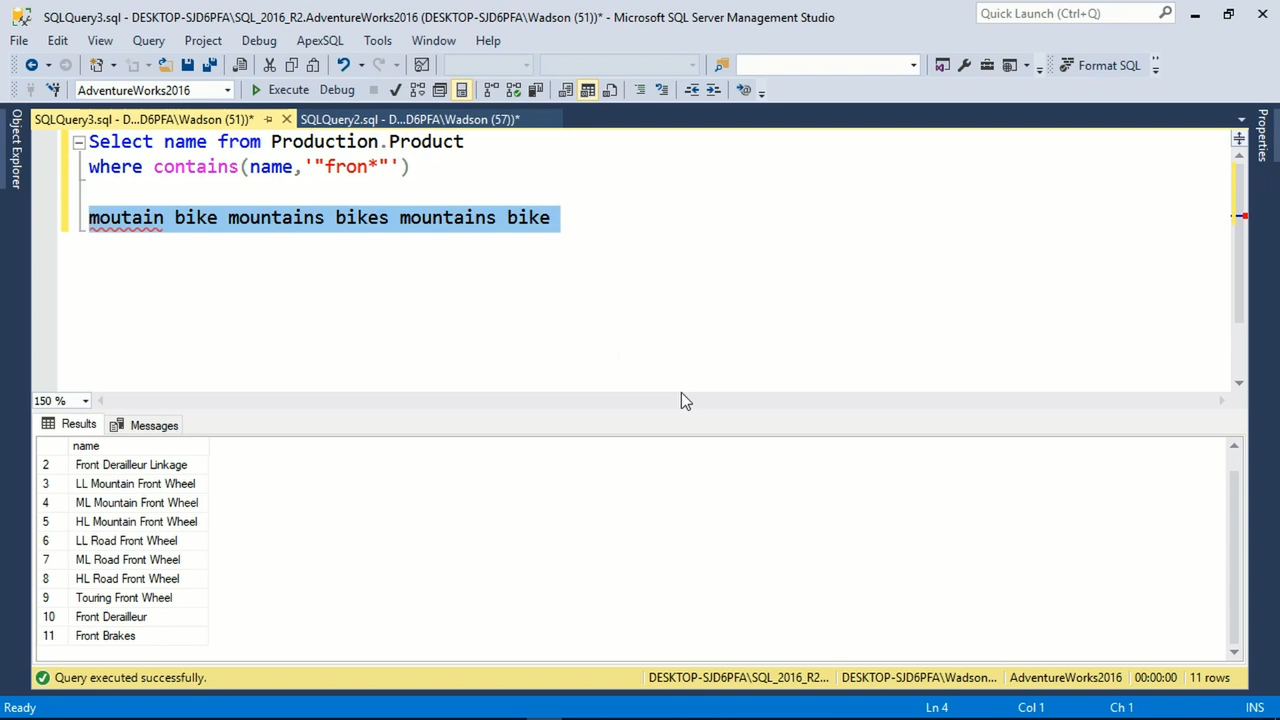 SQLQuery3.sql - DESKTOP-SJD6PFA\SQL_2016_R2.AdventureWorks2016 (DESKTOP-SJD6PFA\Wadson (51))* - Microsoft SQL Server Management Studio
Quick Launch (Ctrl+Q)
File Edit View Query Project Debug ApexSQL Tools Window Help
Format SQL
AdventureWorks2016 Execute Debug
SQLQuery3.sql - D...D6PFA\Wadson (51))* SQLQuery2.sql - D...D6PFA\Wadson (57))*
Object Explorer
Properties
Select name from Production.Product
where contains(name,'"fron*"')
moutain bike mountains bikes mountains bike
150 %
Results Messages
name
2 Front Derailleur Linkage
3 LL Mountain Front Wheel
4 ML Mountain Front Wheel
5 HL Mountain Front Wheel
6 LL Road Front Wheel
7 ML Road Front Wheel
8 HL Road Front Wheel
9 Touring Front Wheel
10 Front Derailleur
11 Front Brakes
Query executed successfully. DESKTOP-SJD6PFA\SQL_2016_R2... DESKTOP-SJD6PFA\Wadson... AdventureWorks2016 00:00:00 11 rows
Ready Ln 4 Col 1 Ch 1 INS